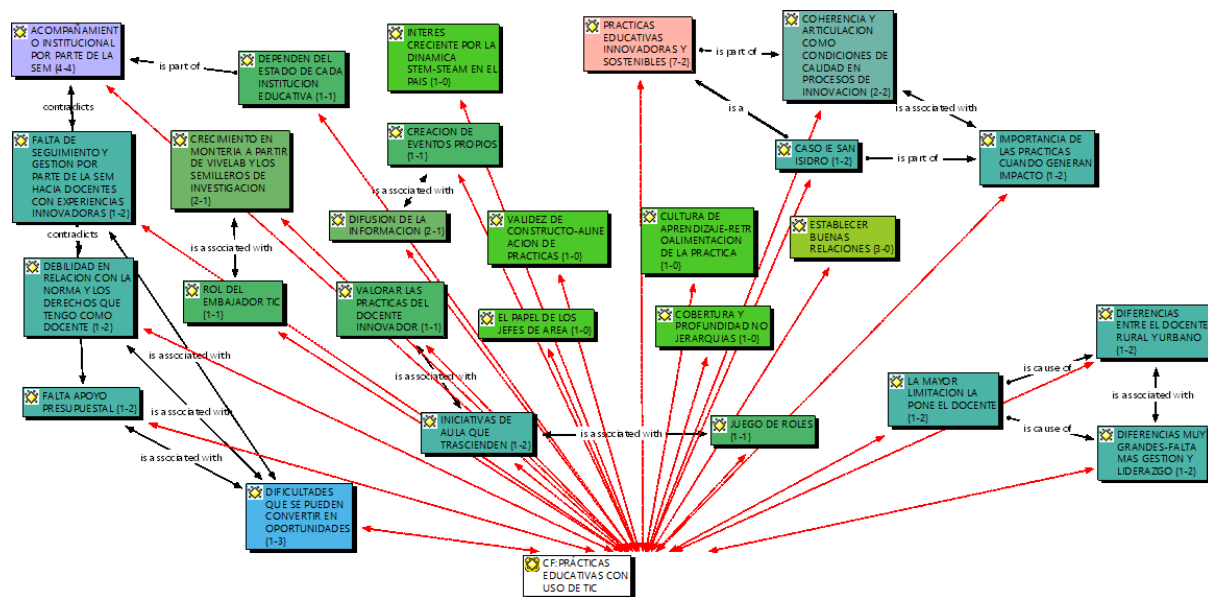 ACOMPAÑAMIENT
O INSTITUCIONAL
POR PARTE DE LA
SEM {4-4}
is part of
DEPENDEN DEL
ESTADO DE CADA
INSTITUCION
EDUCATIVA {1-1}
INTERES
CRECIENTE POR LA
DINAMICA
STEM-STEAM EN EL
PAIS {1-0}
PRACTICAS
EDUCATIVAS
INNOVADORAS Y
SOSTENIBLES {7-2}
is part of
COHERENCIA Y
ARTICULACION
COMO
CONDICIONES DE
CALIDAD EN
PROCESOS DE
INNOVACION {2-2}
contradicts
is a
is associated with
FALTA DE
SEGUIMIENTO Y
GESTION POR
PARTE DE LA SEM
HACIA DOCENTES
CON EXPERIENCIAS
INNOVADORAS {1-2}
CRECIMIENTO EN
MONTERIA A PARTIR
DE VIVELAB Y LOS
SEMILLEROS DE
INVESTIGACION
{2-1}
CREACION DE
EVENTOS PROPIOS
{1-1}
is associated with
CASO IE SAN
ISIDRO {1-2}
is part of
IMPORTANCIA DE
LAS PRACTICAS
CUANDO GENERAN
IMPACTO {1-2}
DIFUSION DE LA
INFORMACION {2-1}
VALIDEZ DE
CONSTRUCTO-ALINE
ACION DE
PRACTICAS {1-0}
CULTURA DE
APRENDIZAJE-RETR
OALIMENTACION
DE LA PRACTICA
{1-0}
ESTABLECER
BUENAS
RELACIONES {3-0}
contradicts
is associated with
DEBILIDAD EN
RELACION CON LA
NORMA Y LOS
DERECHOS QUE
TENGO COMO
DOCENTE {1-2}
ROL DEL
EMBAJADOR TIC
{1-1}
VALORAR LAS
PRACTICAS DEL
DOCENTE
INNOVADOR {1-1}
EL PAPEL DE LOS
JEFES DE AREA {1-0}
COBERTURA Y
PROFUNDIDAD NO
JERARQUIAS {1-0}
DIFERENCIAS
ENTRE EL DOCENTE
RURAL Y URBANO
{1-2}
is associated with
is associated with
is cause of
FALTA APOYO
PRESUPUESTAL {1-2}
LA MAYOR
LIMITACION LA
PONE EL DOCENTE
{1-2}
is associated with
is associated with
INICIATIVAS DE
AULA QUE
TRASCIENDEN {1-2}
is associated with
JUEGO DE ROLES
{1-1}
is cause of
DIFERENCIAS MUY
GRANDES-FALTA
MAS GESTION Y
LIDERAZGO {1-2}
is associated with
DIFICULTADES
QUE SE PUEDEN
CONVERTIR EN
OPORTUNIDADES
{1-3}
CF:PRÁCTICAS
EDUCATIVAS CON
USO DE TIC